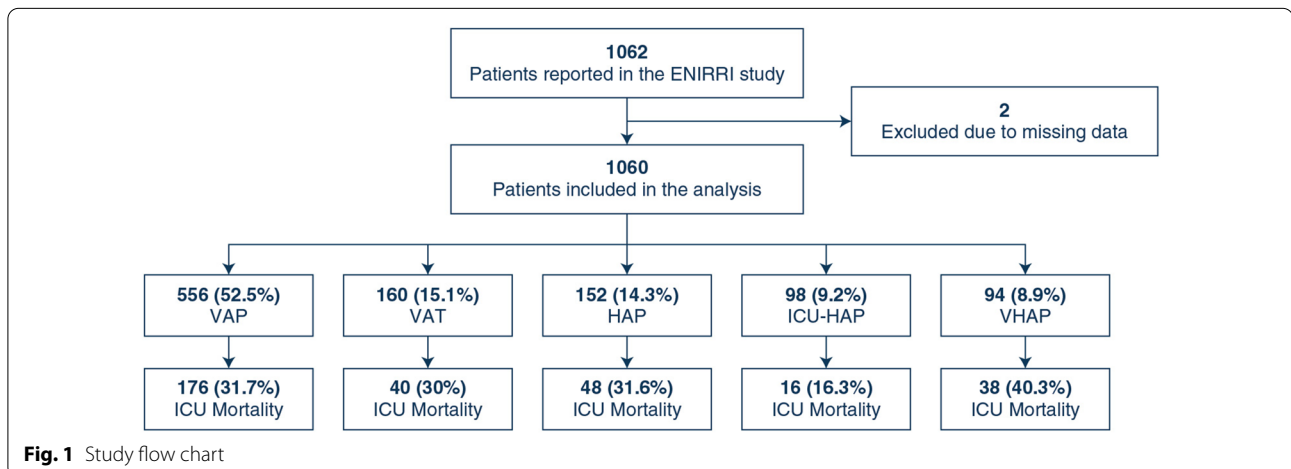 1062
Patients reported in the ENIRRI study
2
Excluded due to missing data
1060
Patients included in the analysis
556 (52.5%)
VAP
160 (15.1%)
VAT
152 (14.3%)
HAP
98 (9.2%)
ICU-HAP
94 (8.9%)
VHAP
176 (31.7%)
ICU Mortality
40 (30%)
ICU Mortality
48 (31.6%)
ICU Mortality
16 (16.3%)
ICU Mortality
38 (40.3%)
ICU Mortality
Fig. 1 Study flow chart